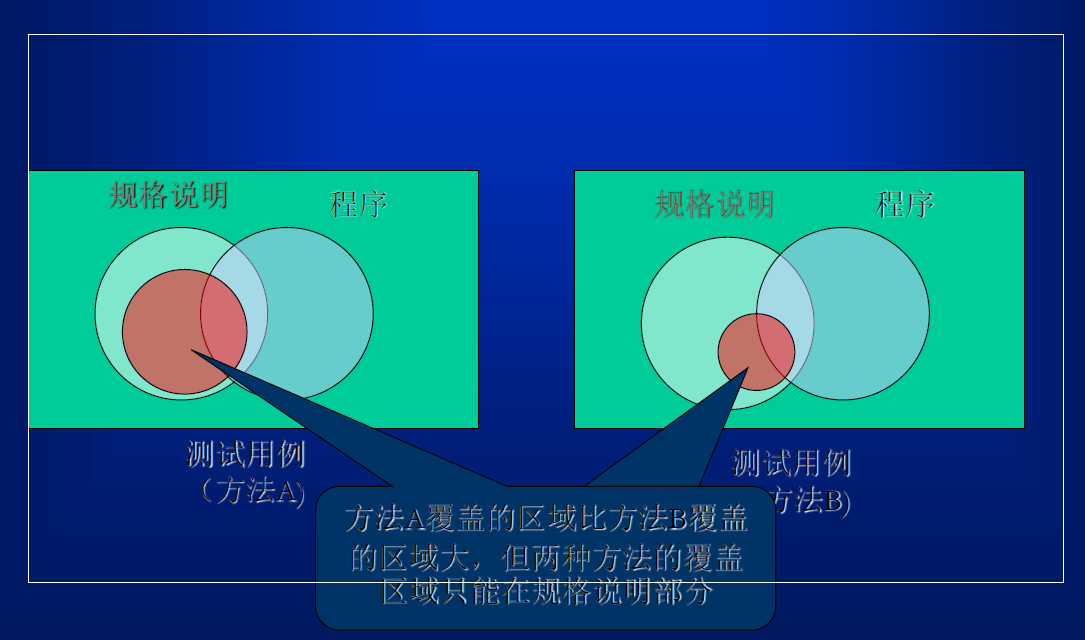 规格说明
程序
规格说明
程序
测试用例
（方法A)
测试用例
方法B)
方法A覆盖的区域比方法B覆盖
的区域大，但两种方法的覆盖
区域只能在规格说明部分